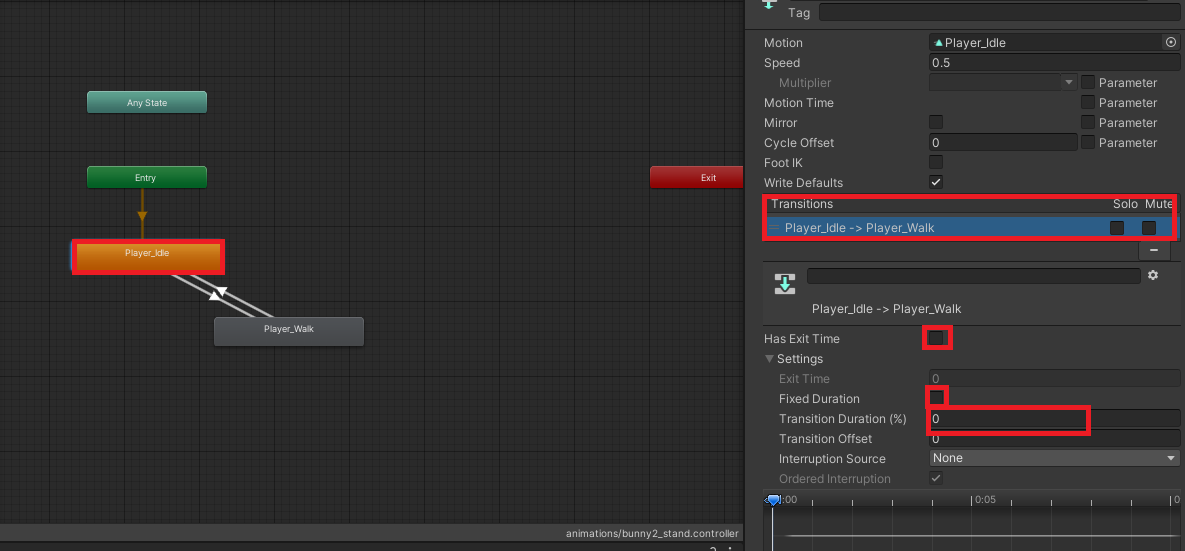 Tag
Motion Player_Idle
Speed 0.5
Multiplier Parameter
Motion Time Parameter
Mirror Parameter
Cycle Offset 0 Parameter
Foot IK
Write Defaults
Transitions Solo Mute
Player_Idle -> Player_Walk
Player_Idle -> Player_Walk
Has Exit Time
Settings
Exit Time 0
Fixed Duration
Transition Duration (%) 0
Transition Offset 0
Interruption Source None
Ordered Interruption
:00 0:05 0
Any State
Entry
Exit
Player_Idle
Player_Walk
animations/bunny2_stand.controller